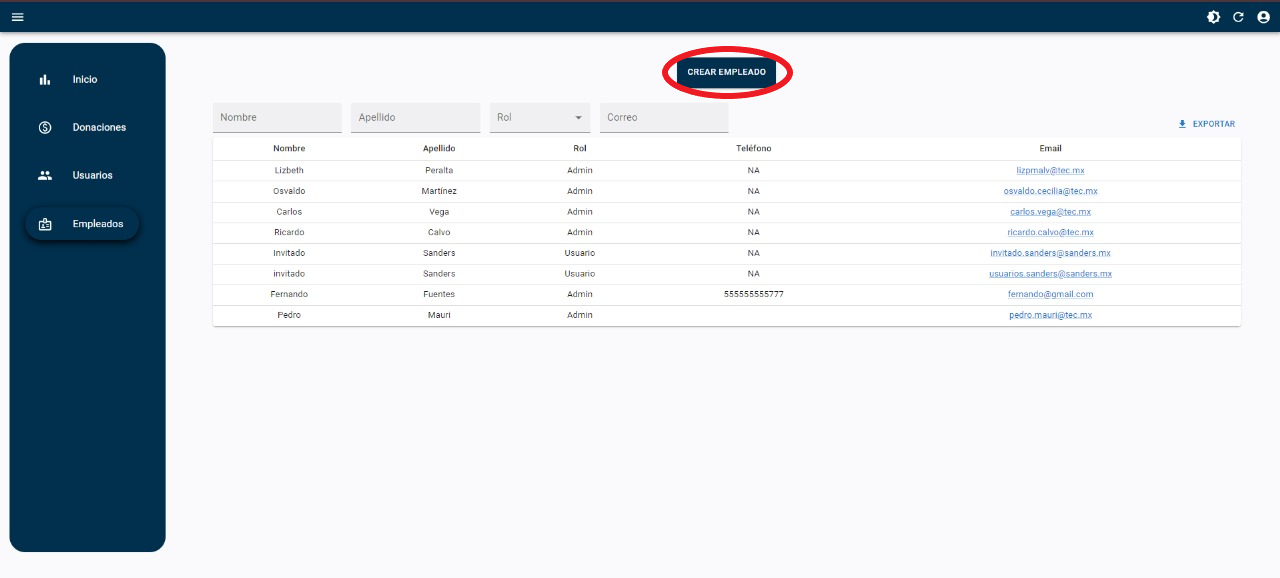 CREAR EMPLEADO
Inicio
Donaciones
Usuarios
Empleados
Nombre Apellido Rol Correo
EXPORTAR
Nombre Apellido Rol Teléfono Email
Lizbeth Peralta Admin NA lizpmalv@tec.mx
Osvaldo Martínez Admin NA osvaldo.cecilia@tec.mx
Carlos Vega Admin NA carlos.vega@tec.mx
Ricardo Calvo Admin NA ricardo.calvo@tec.mx
Invitado Sanders Usuario NA invitado.sanders@sanders.mx
invitado Sanders Usuario NA usuarios.sanders@sanders.mx
Fernando Fuentes Admin 555555555777 fernando@gmail.com
Pedro Mauri Admin pedro.mauri@tec.mx